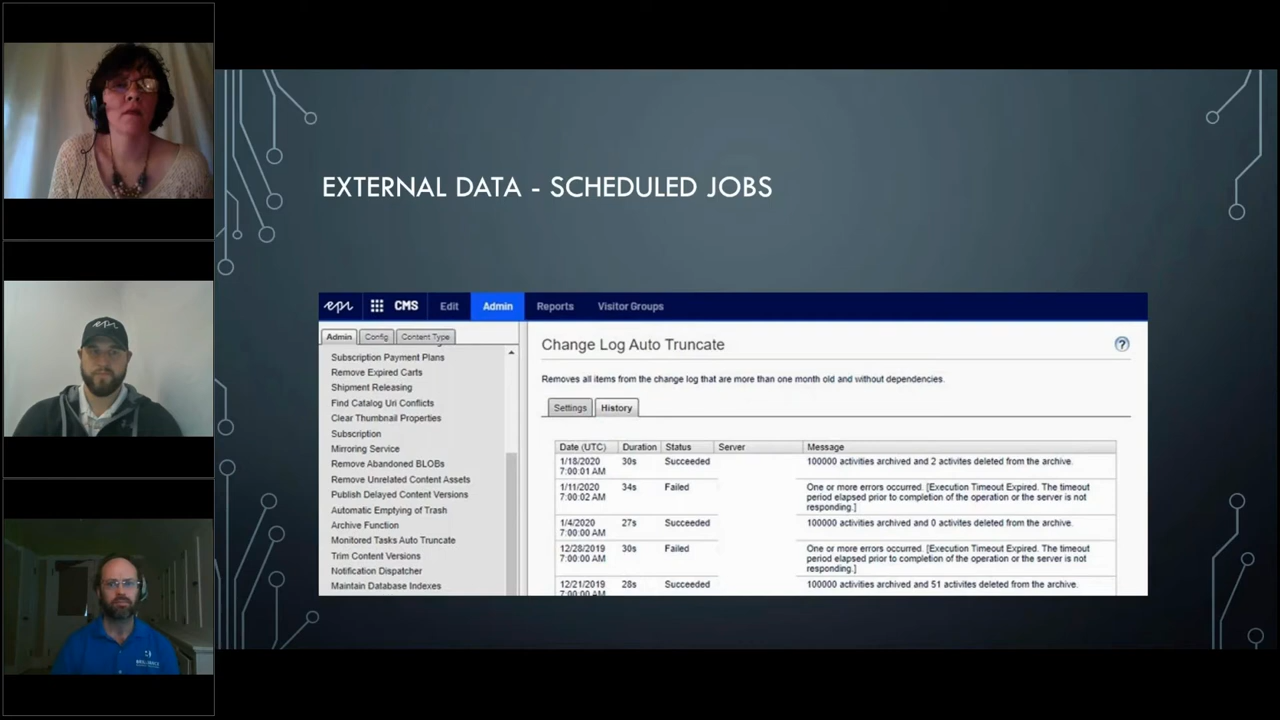 EXTERNAL DATA - SCHEDULED JOBS
epi CMS Edit Admin Reports Visitor Groups
Admin Config Content Type
Subscription Payment Plans
Remove Expired Carts
Shipment Releasing
Find Catalog Uri Conflicts
Clear Thumbnail Properties
Subscription
Mirroring Service
Remove Abandoned BLOBs
Remove Unrelated Content Assets
Publish Delayed Content Versions
Automatic Emptying of Trash
Archive Function
Monitored Tasks Auto Truncate
Trim Content Versions
Notification Dispatcher
Maintain Database Indexes
Change Log Auto Truncate
?
Removes all items from the change log that are more than one month old and without dependencies.
Settings History
Date (UTC) Duration Status Server Message
1/18/2020 30s Succeeded 100000 activities archived and 2 activites deleted from the archive.
7:00:01 AM
1/11/2020 34s Failed One or more errors occurred. [Execution Timeout Expired. The timeout
7:00:02 AM period elapsed prior to completion of the operation or the server is not
responding.]
1/4/2020 27s Succeeded 100000 activities archived and 0 activites deleted from the archive.
7:00:00 AM
12/28/2019 30s Failed One or more errors occurred. [Execution Timeout Expired. The timeout
7:00:00 AM period elapsed prior to completion of the operation or the server is not
responding.]
12/21/2019 28s Succeeded 100000 activities archived and 51 activites deleted from the archive.
7:00:00 AM
epi